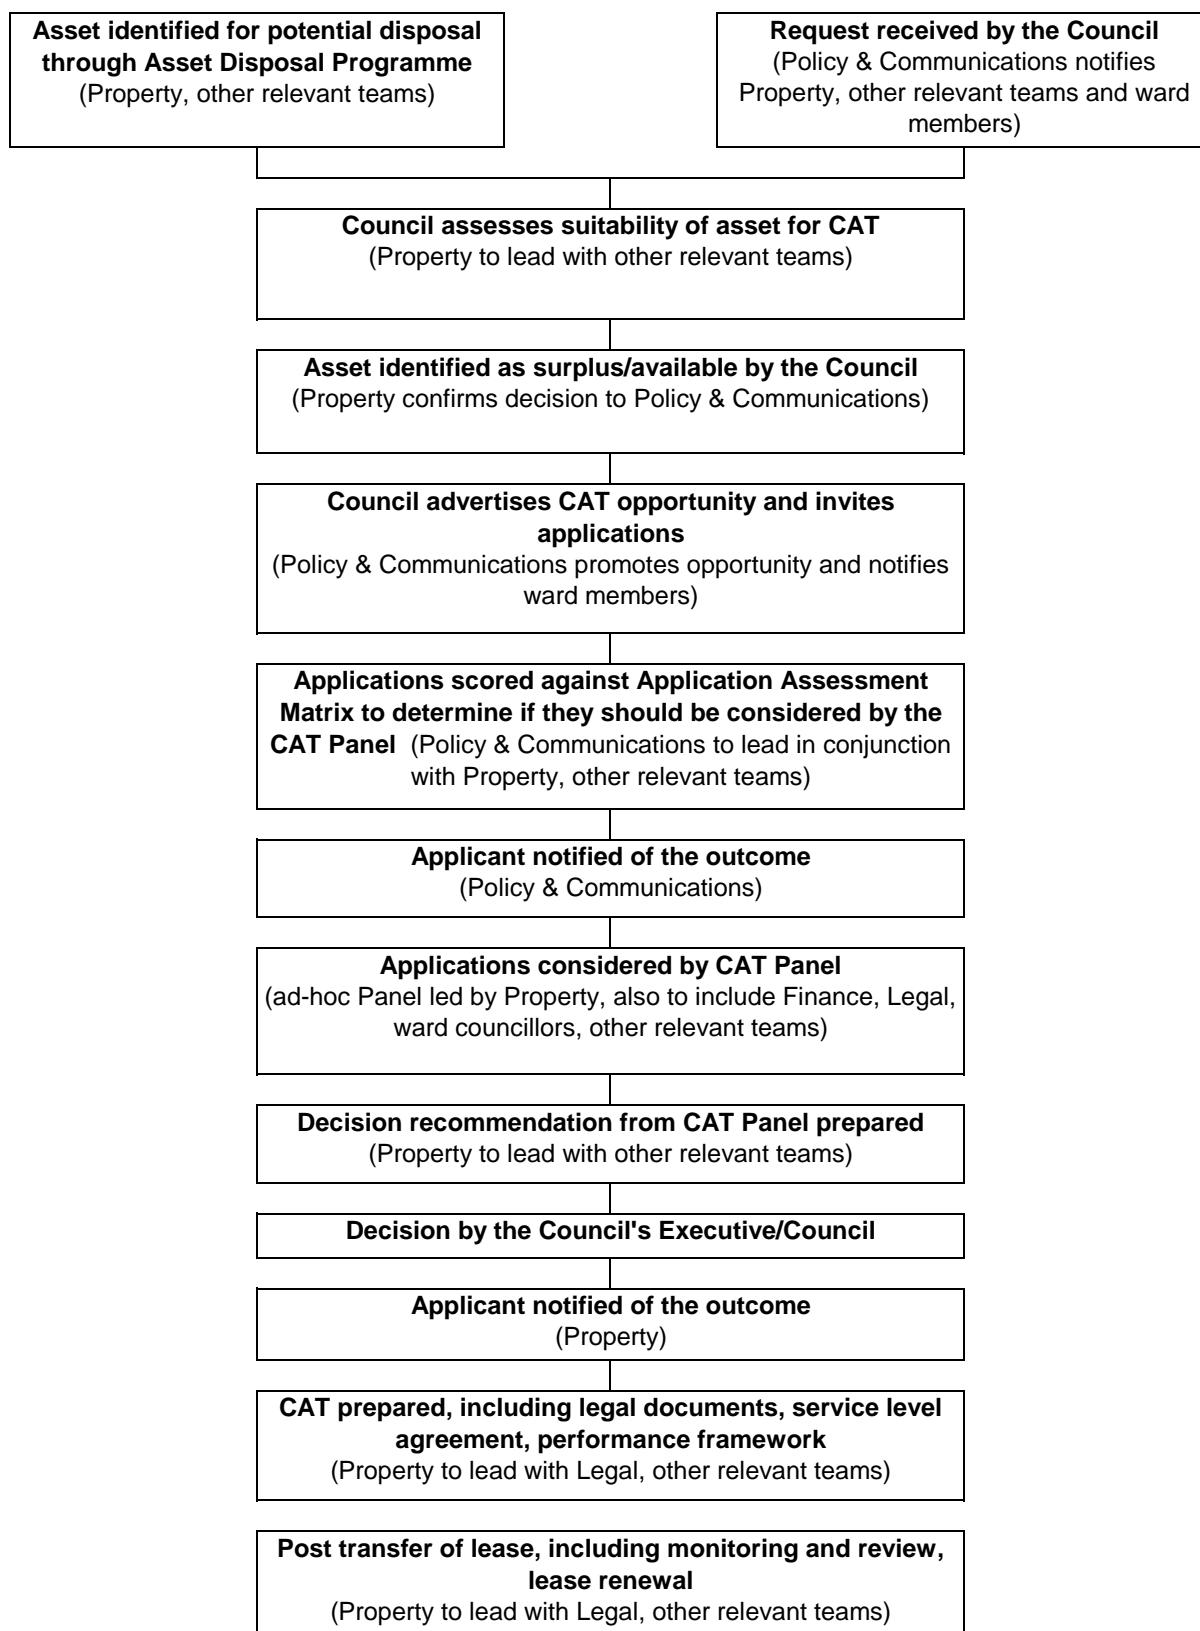 Asset identified for potential disposal
through Asset Disposal Programme
(Property, other relevant teams)
Request received by the Council
(Policy & Communications notifies
Property, other relevant teams and ward
members)
Council assesses suitability of asset for CAT
(Property to lead with other relevant teams)
Asset identified as surplus/available by the Council
(Property confirms decision to Policy & Communications)
Council advertises CAT opportunity and invites
applications
(Policy & Communications promotes opportunity and notifies
ward members)
Applications scored against Application Assessment
Matrix to determine if they should be considered by the
CAT Panel (Policy & Communications to lead in conjunction
with Property, other relevant teams)
Applicant notified of the outcome
(Policy & Communications)
Applications considered by CAT Panel
(ad-hoc Panel led by Property, also to include Finance, Legal,
ward councillors, other relevant teams)
Decision recommendation from CAT Panel prepared
(Property to lead with other relevant teams)
Decision by the Council's Executive/Council
Applicant notified of the outcome
(Property)
CAT prepared, including legal documents, service level
agreement, performance framework
(Property to lead with Legal, other relevant teams)
Post transfer of lease, including monitoring and review,
lease renewal
(Property to lead with Legal, other relevant teams)